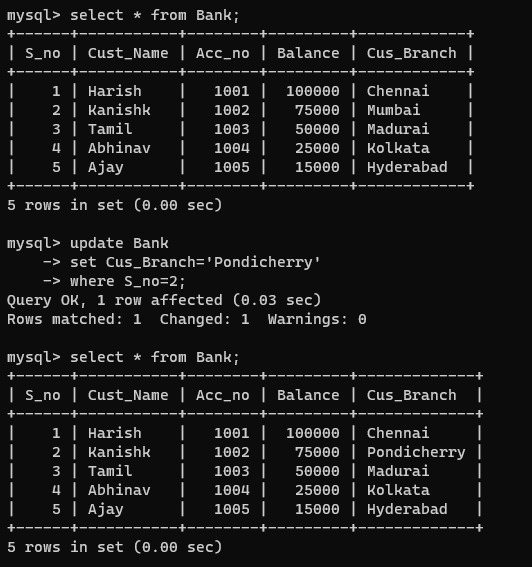 mysql> select * from Bank;
+------+-----------+--------+---------+------------+
| S_no | Cust_Name | Acc_no | Balance | Cus_Branch |
+------+-----------+--------+---------+------------+
|    1 | Harish    |   1001 |  100000 | Chennai    |
|    2 | Kanishk   |   1002 |   75000 | Mumbai     |
|    3 | Tamil     |   1003 |   50000 | Madurai    |
|    4 | Abhinav   |   1004 |   25000 | Kolkata    |
|    5 | Ajay      |   1005 |   15000 | Hyderabad  |
+------+-----------+--------+---------+------------+
5 rows in set (0.00 sec)

mysql> update Bank
    -> set Cus_Branch='Pondicherry'
    -> where S_no=2;
Query OK, 1 row affected (0.03 sec)
Rows matched: 1  Changed: 1  Warnings: 0

mysql> select * from Bank;
+------+-----------+--------+---------+-------------+
| S_no | Cust_Name | Acc_no | Balance | Cus_Branch  |
+------+-----------+--------+---------+-------------+
|    1 | Harish    |   1001 |  100000 | Chennai     |
|    2 | Kanishk   |   1002 |   75000 | Pondicherry |
|    3 | Tamil     |   1003 |   50000 | Madurai     |
|    4 | Abhinav   |   1004 |   25000 | Kolkata     |
|    5 | Ajay      |   1005 |   15000 | Hyderabad   |
+------+-----------+--------+---------+-------------+
5 rows in set (0.00 sec)